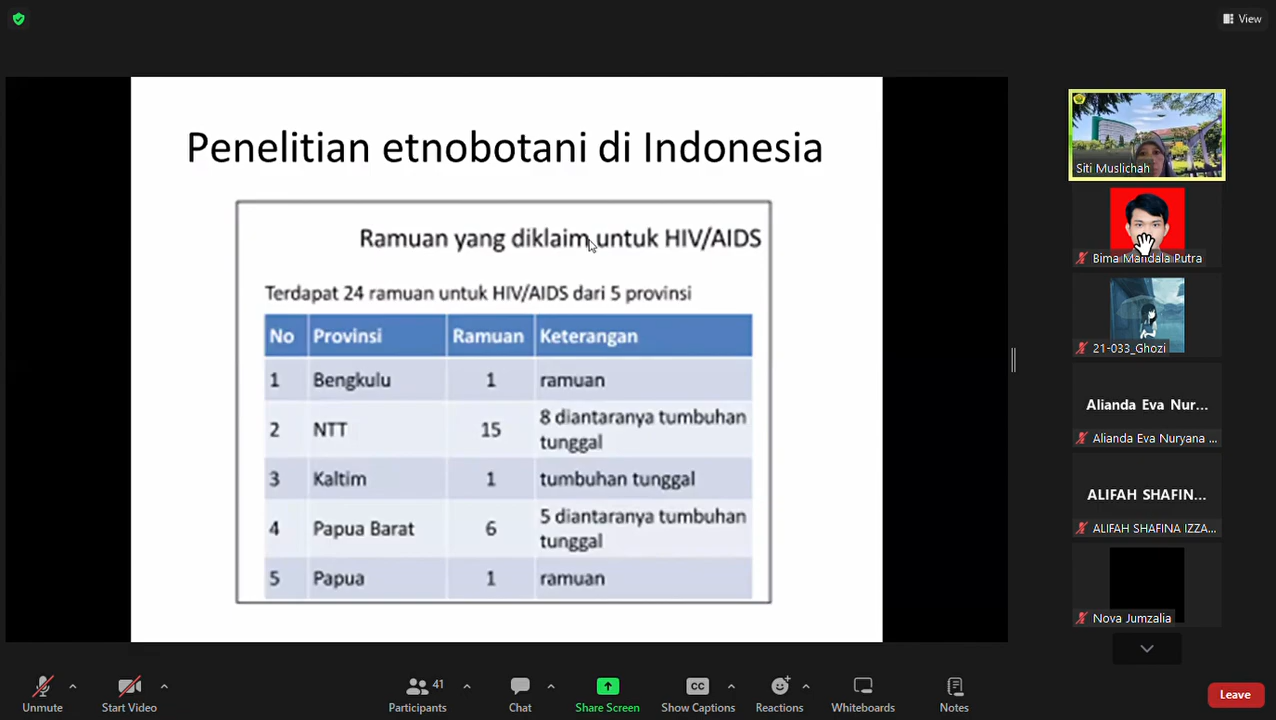 View
Penelitian etnobotani di Indonesia
Ramuan yang diklaim untuk HIV/AIDS
Terdapat 24 ramuan untuk HIV/AIDS dari 5 provinsi
No Provinsi Ramuan Keterangan
1 Bengkulu 1 ramuan
2 NTT 15 8 diantaranya tumbuhan
tunggal
3 Kaltim 1 tumbuhan tunggal
4 Papua Barat 6 5 diantaranya tumbuhan
tunggal
5 Papua 1 ramuan
Siti Muslichah
Bima Mandala Putra
21-033_Ghozi
Alianda Eva Nur...
Alianda Eva Nuryana ...
ALIFAH SHAFIN...
ALIFAH SHAFINA IZZA...
Nova Jumzalia
Unmute
Start Video
41
Participants
Chat
Share Screen
CC
Show Captions
Reactions
Whiteboards
Notes
Leave